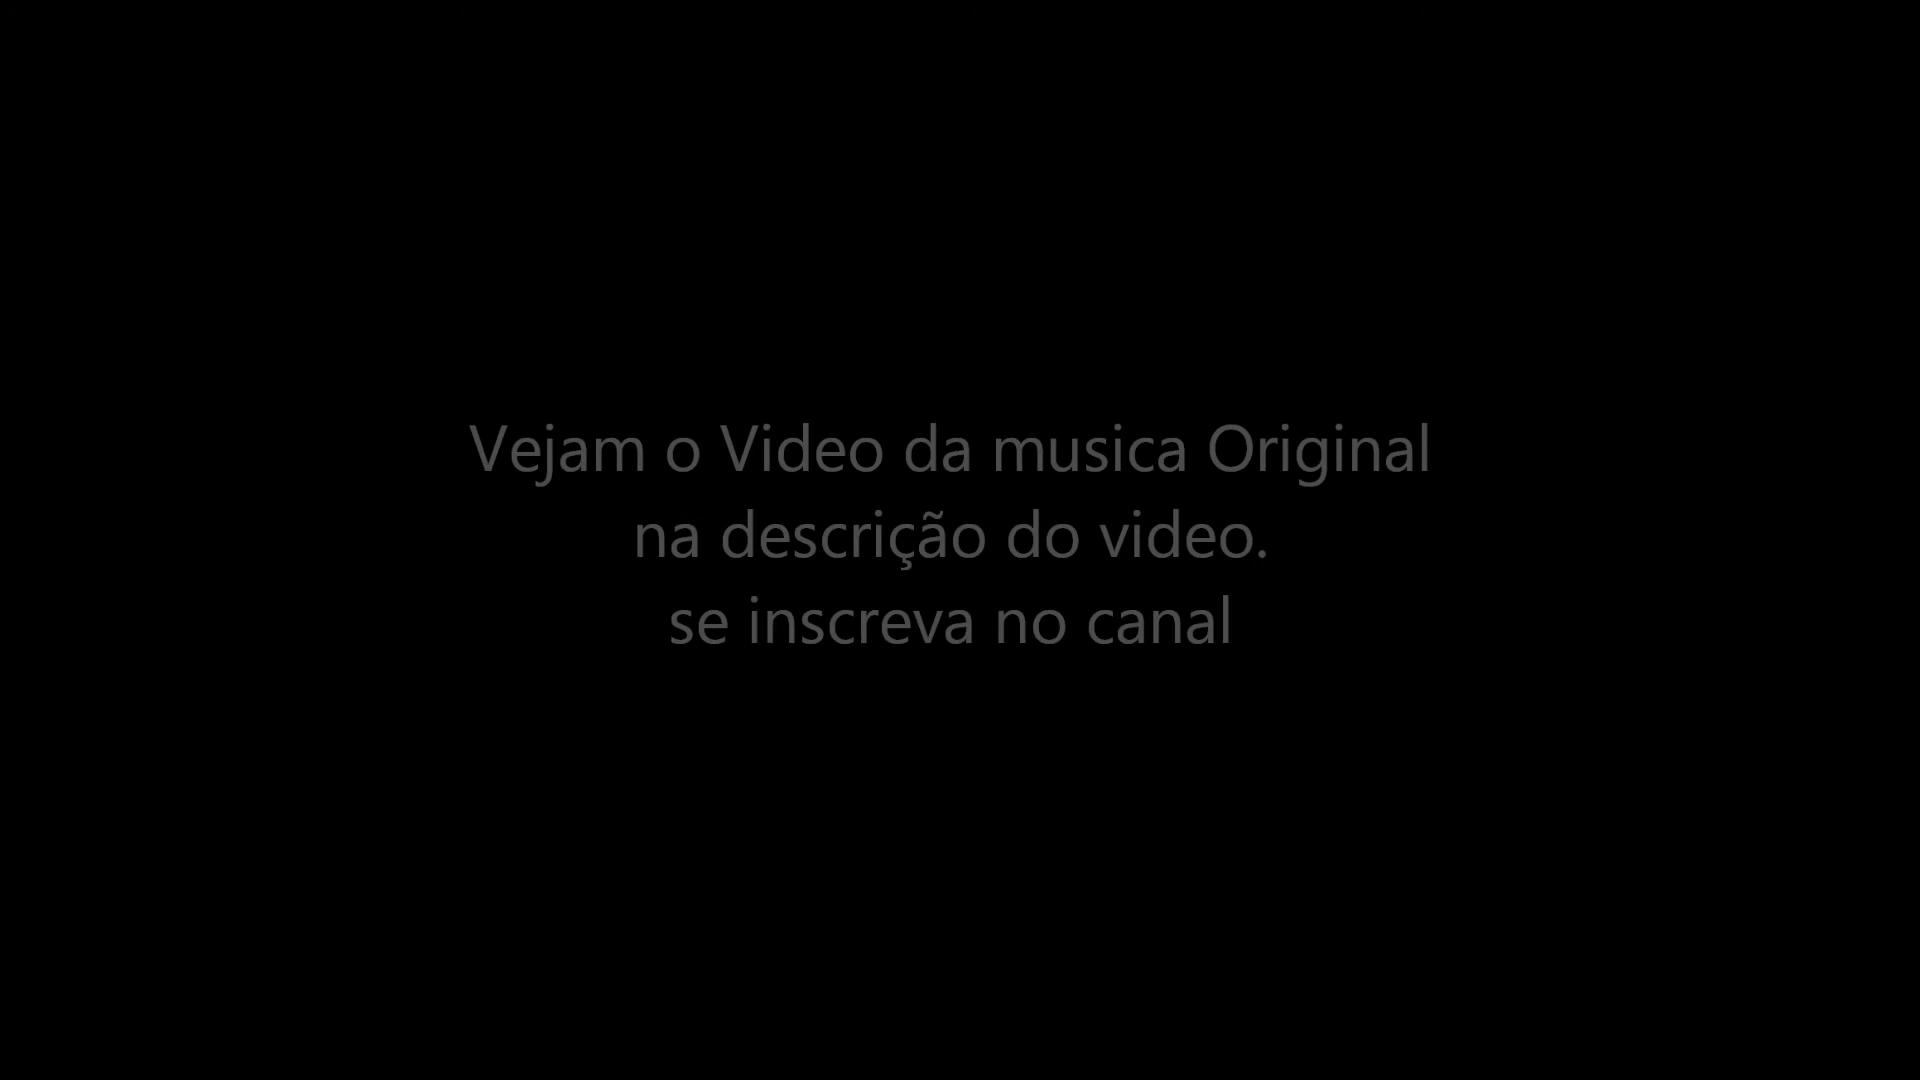 Vejam o Video da musica Original
na descrição do video.
se inscreva no canal